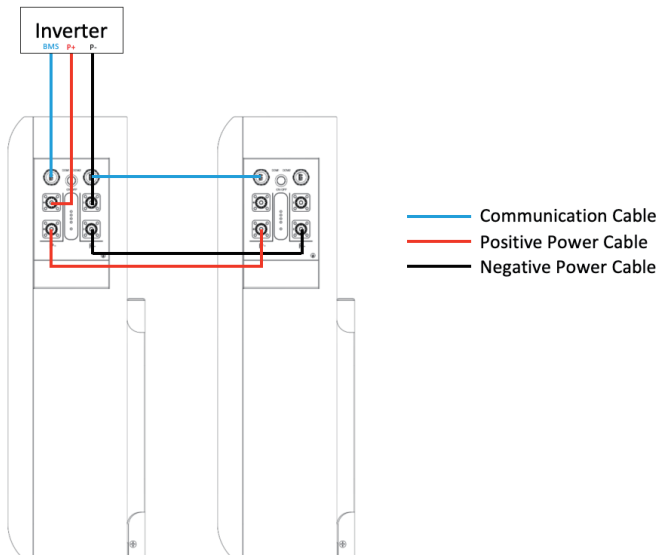 Inverter
BMS P+ P-
Communication Cable
Positive Power Cable
Negative Power Cable